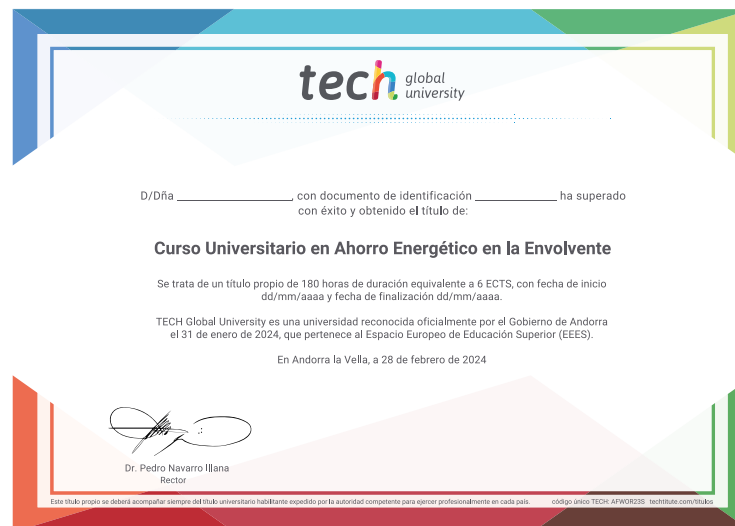 tech global university
D/Dña ____________, con documento de identificación ____________ ha superado
con éxito y obtenido el título de:
Curso Universitario en Ahorro Energético en la Envolvente
Se trata de un título propio de 180 horas de duración equivalente a 6 ECTS, con fecha de inicio
dd/mm/aaaa y fecha de finalización dd/mm/aaaa.
TECH Global University es una universidad reconocida oficialmente por el Gobierno de Andorra
el 31 de enero de 2024, que pertenece al Espacio Europeo de Educación Superior (EEES).
En Andorra la Vella, a 28 de febrero de 2024
Dr. Pedro Navarro Illana
Rector
Este título propio se deberá acompañar siempre del título universitario habilitante expedido por la autoridad competente para ejercer profesionalmente en cada país. código único TECH: AFWOR23S techtitute.com/titulos